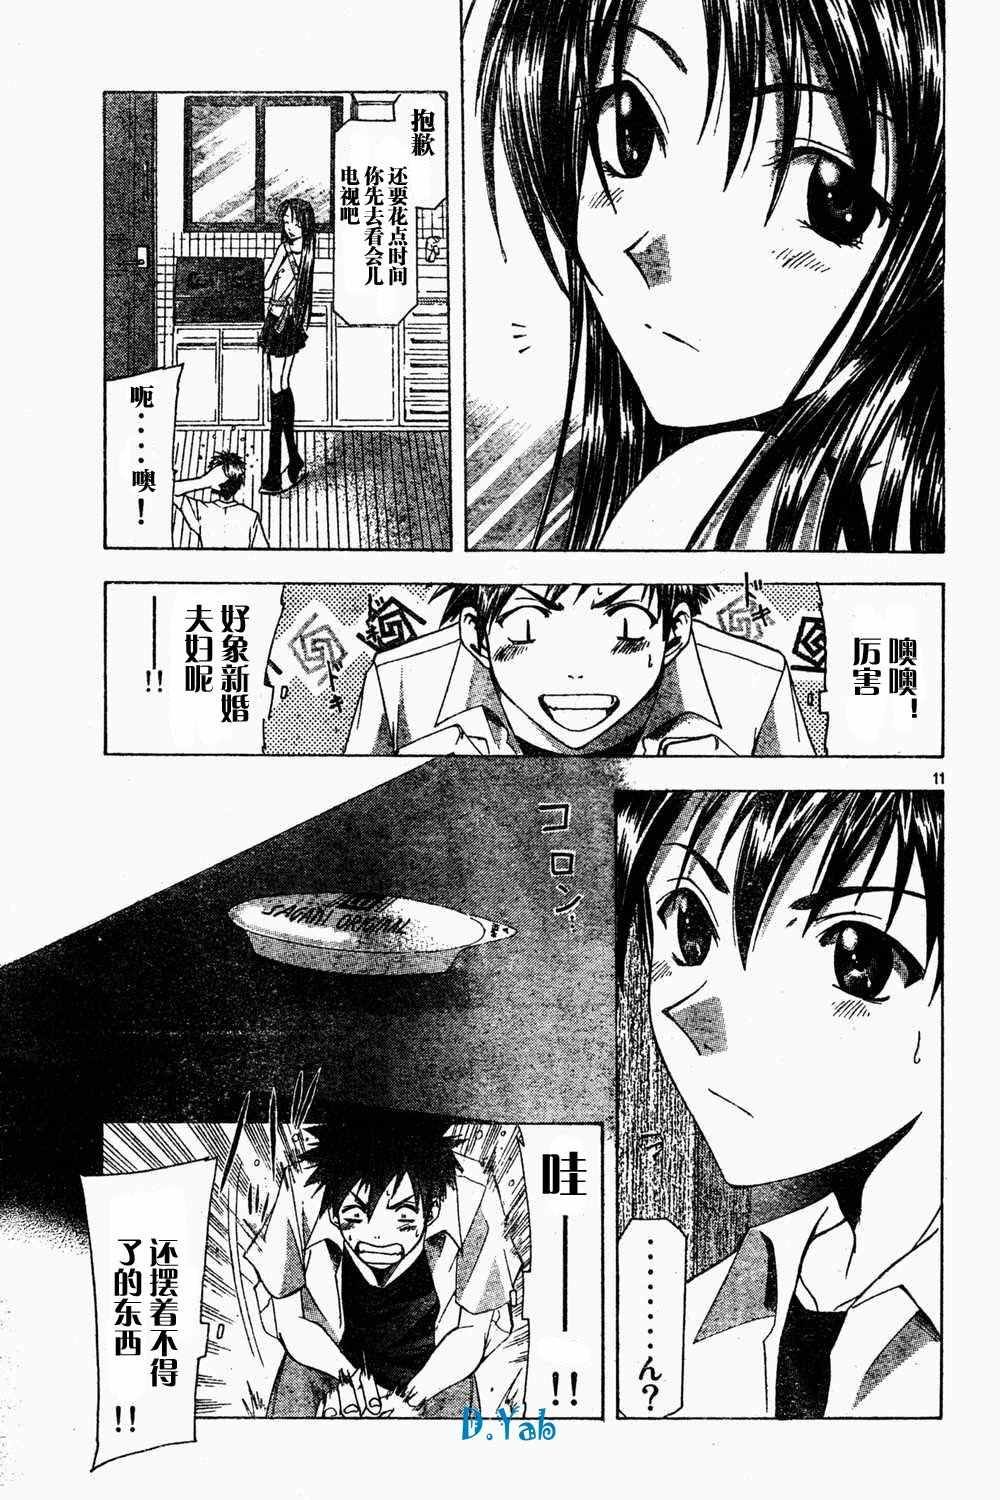 抱歉
还要花点时间
你先去看会儿
电视吧
呃····噢！
噢噢！
厉害
ドキ
好象新婚
夫妇呢
——!!
11
コロン‥
SAGAMI ORIGINAL
········ん？
哇——!!
还摆着不得
了的东西!!
D.Yab